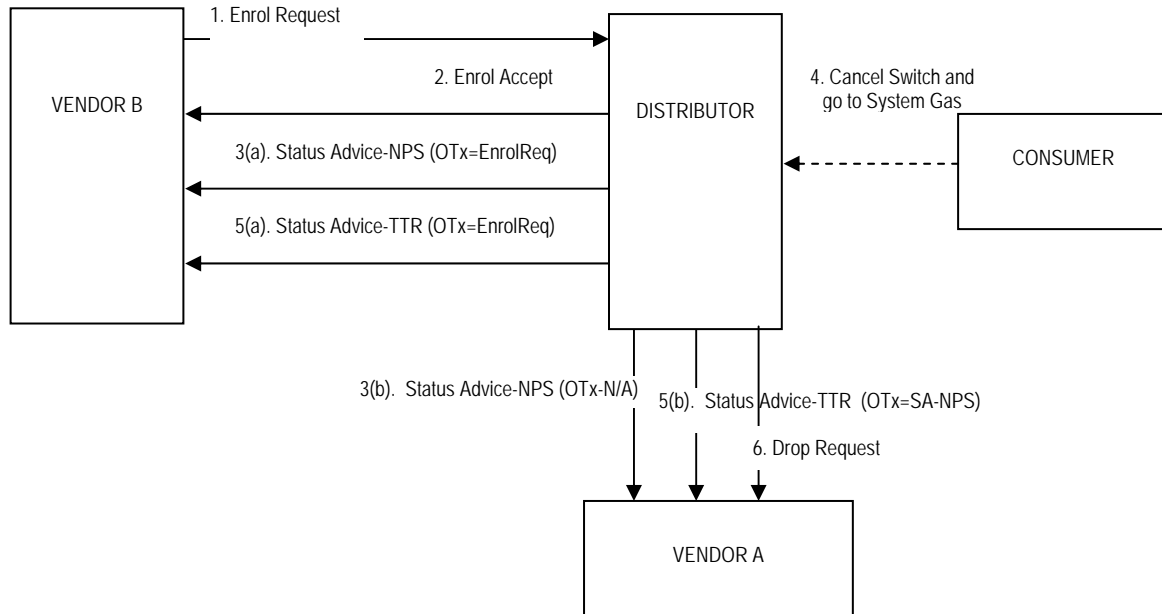 1. Enrol Request
2. Enrol Accept
4. Cancel Switch and
go to System Gas
VENDOR B
DISTRIBUTOR
3(a). Status Advice-NPS (OTx=EnrolReq)
CONSUMER
5(a). Status Advice-TTR (OTx=EnrolReq)
3(b). Status Advice-NPS (OTx-N/A)
5(b). Status Advice-TTR (OTx=SA-NPS)
6. Drop Request
VENDOR A